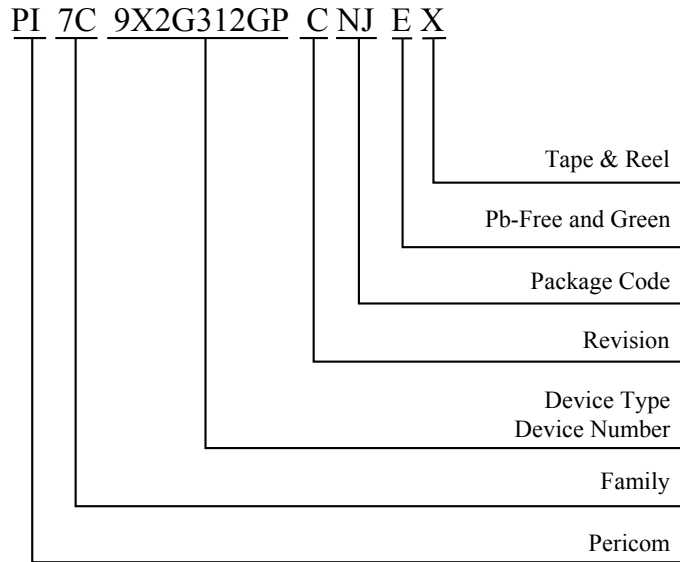 PI 7C 9X2G312GP C NJ E X
Tape & Reel
Pb-Free and Green
Package Code
Revision
Device Type
Device Number
Family
Pericom